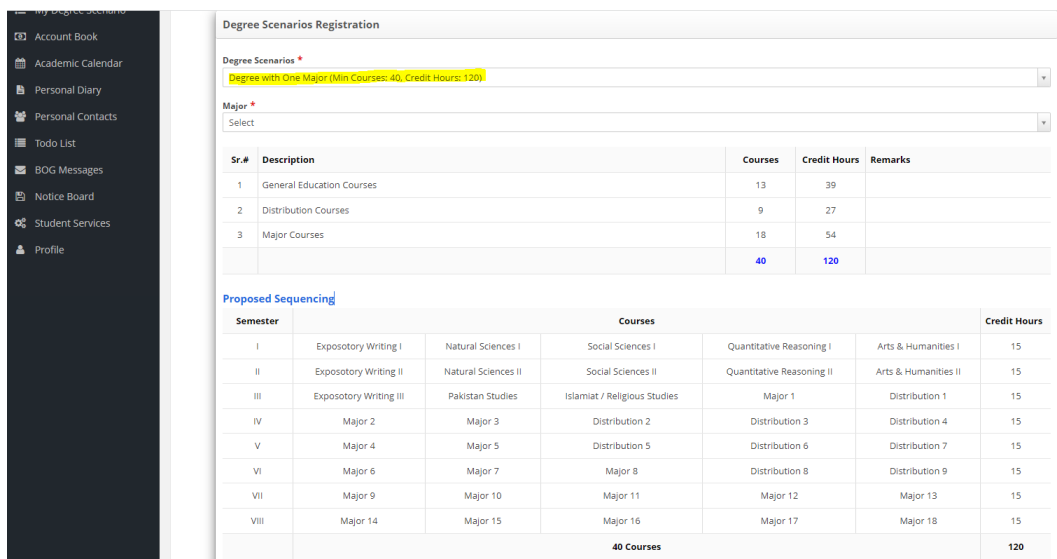 My Degree Scenario
Account Book
Academic Calendar
Personal Diary
Personal Contacts
Todo List
BOG Messages
Notice Board
Student Services
Profile
Degree Scenarios Registration
Degree Scenarios *
Degree with One Major (Min Courses: 40, Credit Hours: 120)
Major *
Select
Sr.# Description Courses Credit Hours Remarks
1 General Education Courses 13 39
2 Distribution Courses 9 27
3 Major Courses 18 54
40 120
Proposed Sequencing
Semester Courses Credit Hours
I Exposotory Writing I Natural Sciences I Social Sciences I Quantitative Reasoning I Arts & Humanities I 15
II Exposotory Writing II Natural Sciences II Social Sciences II Quantitative Reasoning II Arts & Humanities II 15
III Exposotory Writing III Pakistan Studies Islamiat / Religious Studies Major 1 Distribution 1 15
IV Major 2 Major 3 Distribution 2 Distribution 3 Distribution 4 15
V Major 4 Major 5 Distribution 5 Distribution 6 Distribution 7 15
VI Major 6 Major 7 Major 8 Distribution 8 Distribution 9 15
VII Major 9 Major 10 Major 11 Major 12 Major 13 15
VIII Major 14 Major 15 Major 16 Major 17 Major 18 15
40 Courses 120